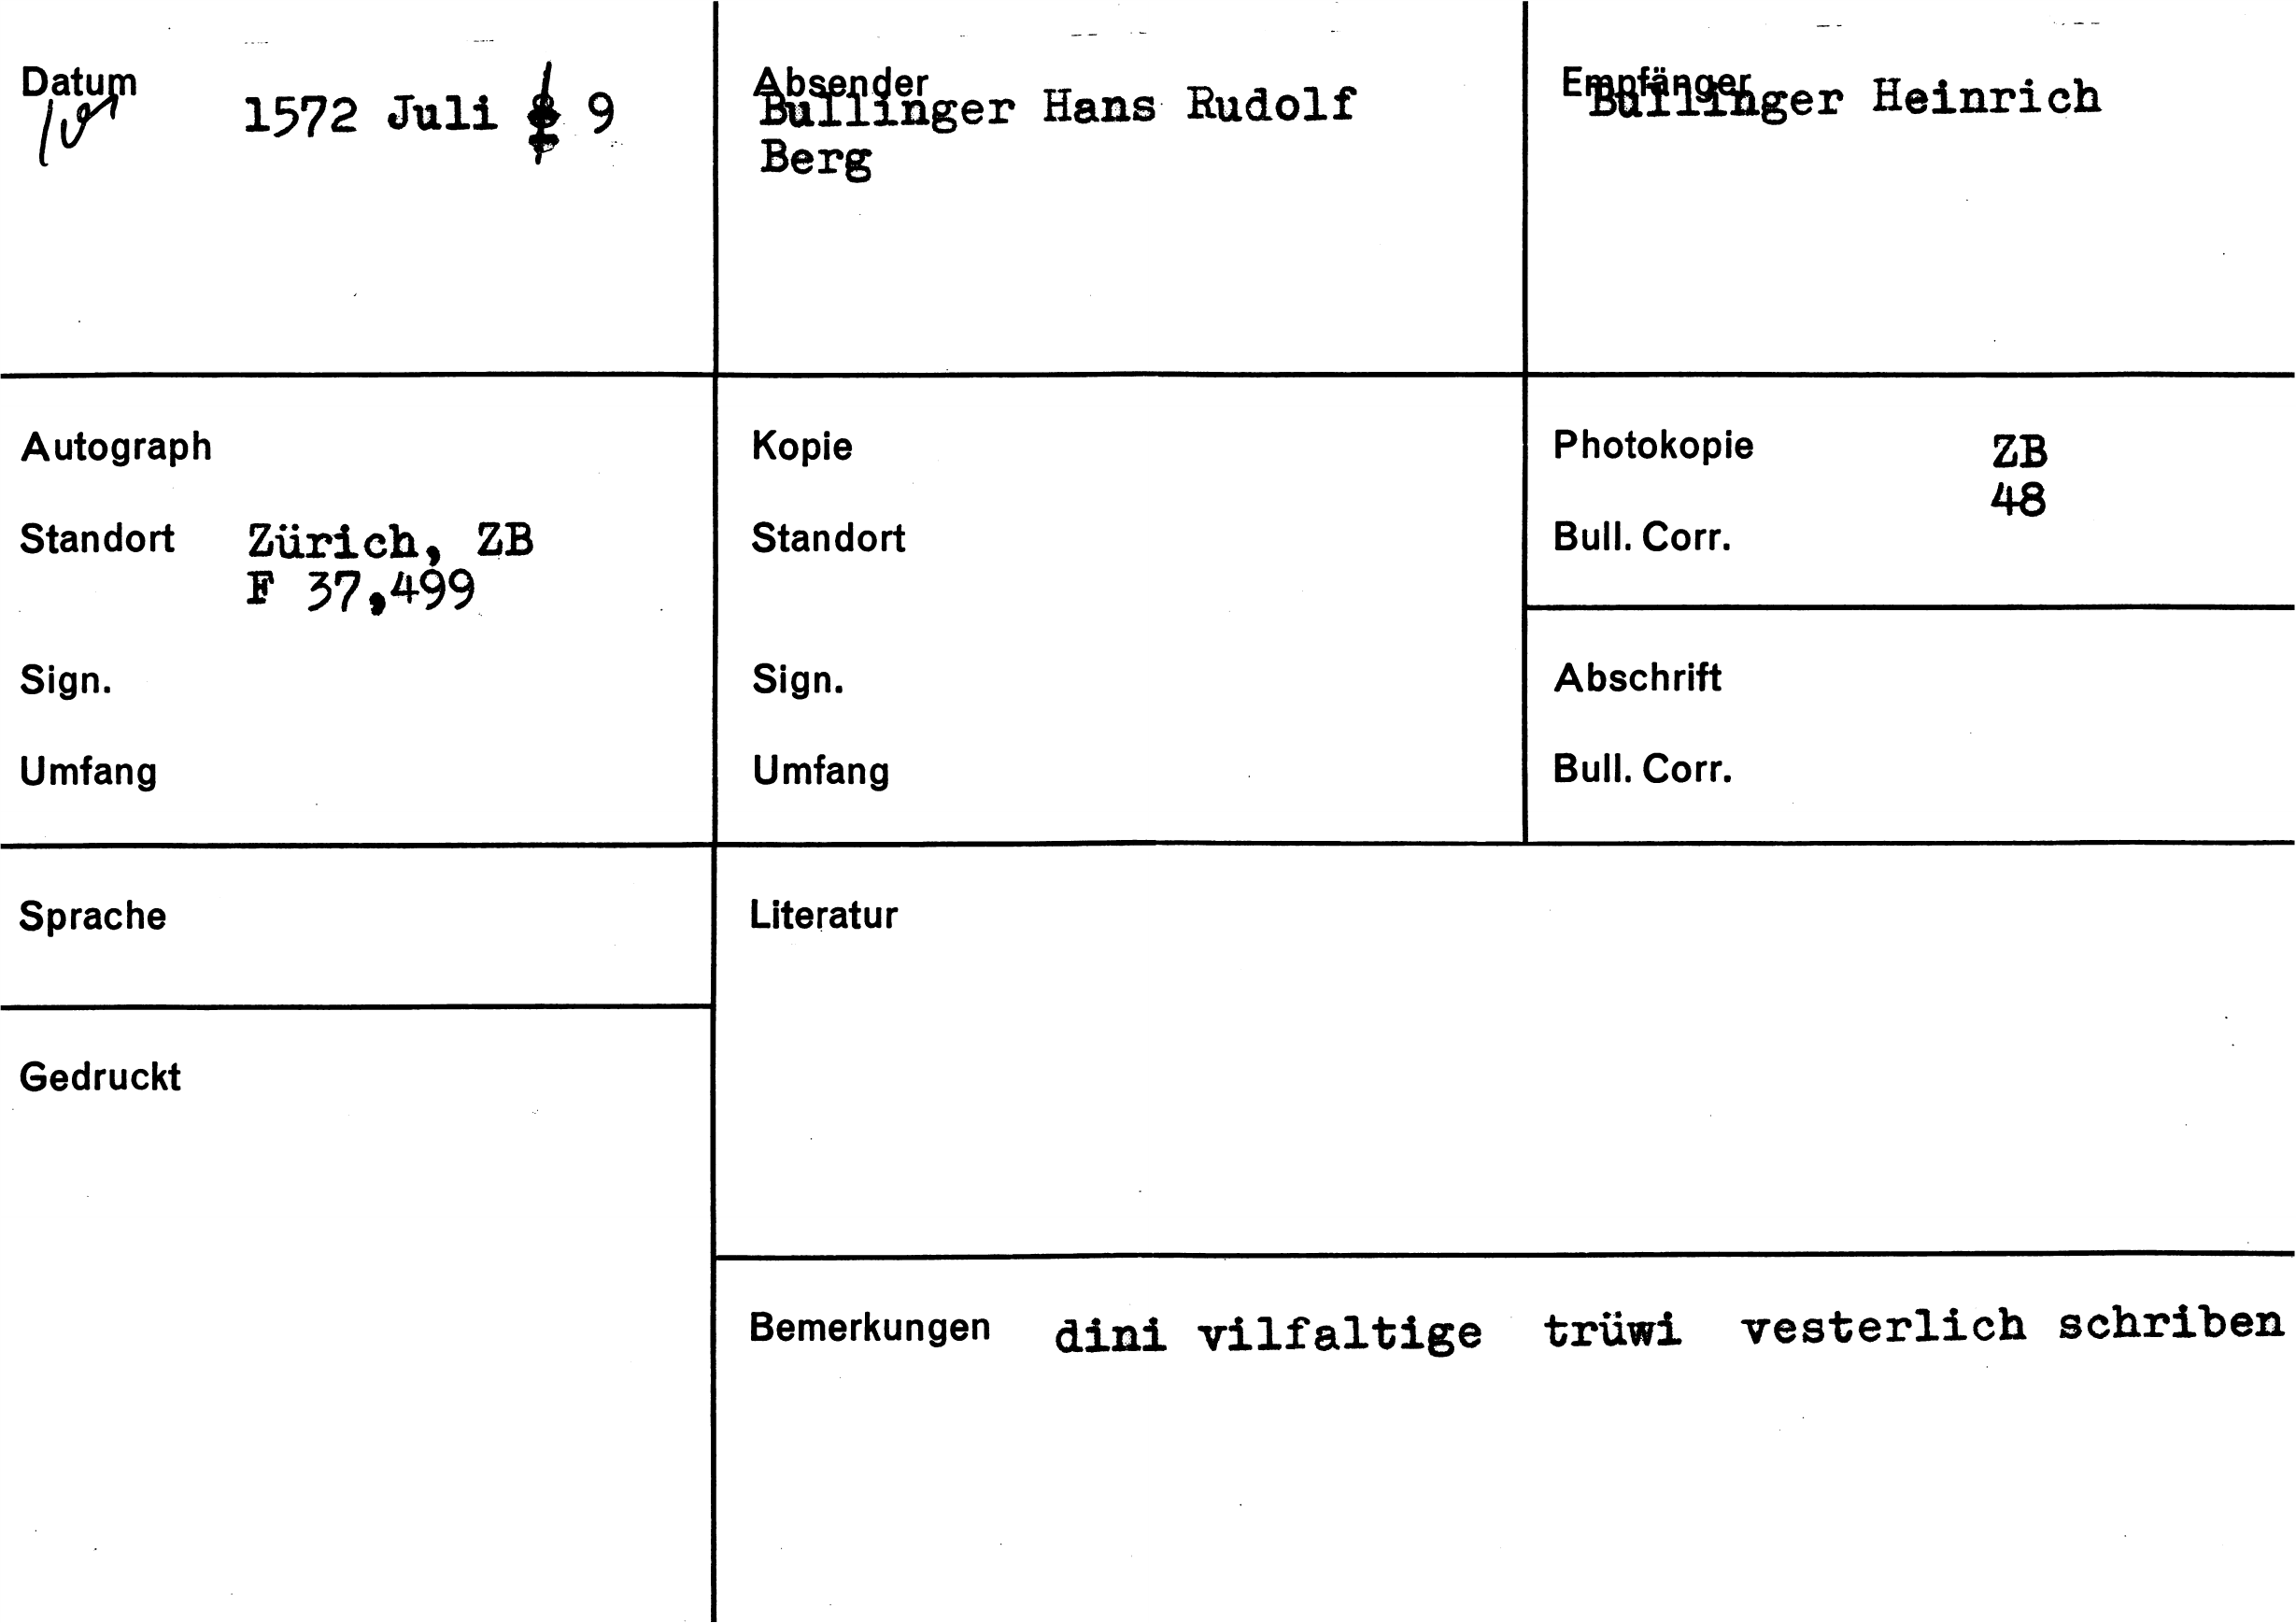 Datum
1572 Juli 9
Absender
Bullinger Hans Rudolf
Berg
Empfänger
Bullinger Heinrich
Autograph
Standort Zürich, ZB
F 37,499
Sign.
Umfang
Kopie
Standort
Sign.
Umfang
Photokopie ZB
48
Bull. Corr.
Abschrift
Bull. Corr.
Sprache
Literatur
Gedruckt
Bemerkungen dini vilfaltige trüwi vesterlich schriben